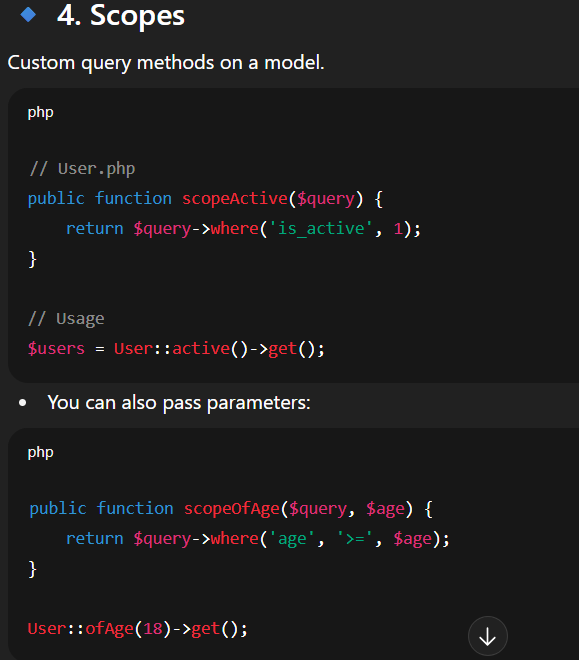 4. Scopes
Custom query methods on a model.
php
// User.php
public function scopeActive($query) {
    return $query->where('is_active', 1);
}
// Usage
$users = User::active()->get();
You can also pass parameters:
php
public function scopeOfAge($query, $age) {
    return $query->where('age', '>=', $age);
}
User::ofAge(18)->get();